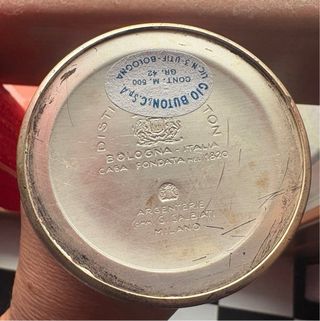 GIO BUTON & C. S.p.A
LIC. N. 3 - UTIF - BOLOGNA
CONT. M. 500
GR. 42
DISTI TON
BOLOGNA - ITALIA
CASA FONDATA NEL 1820
ARGENTERIE
MILANO